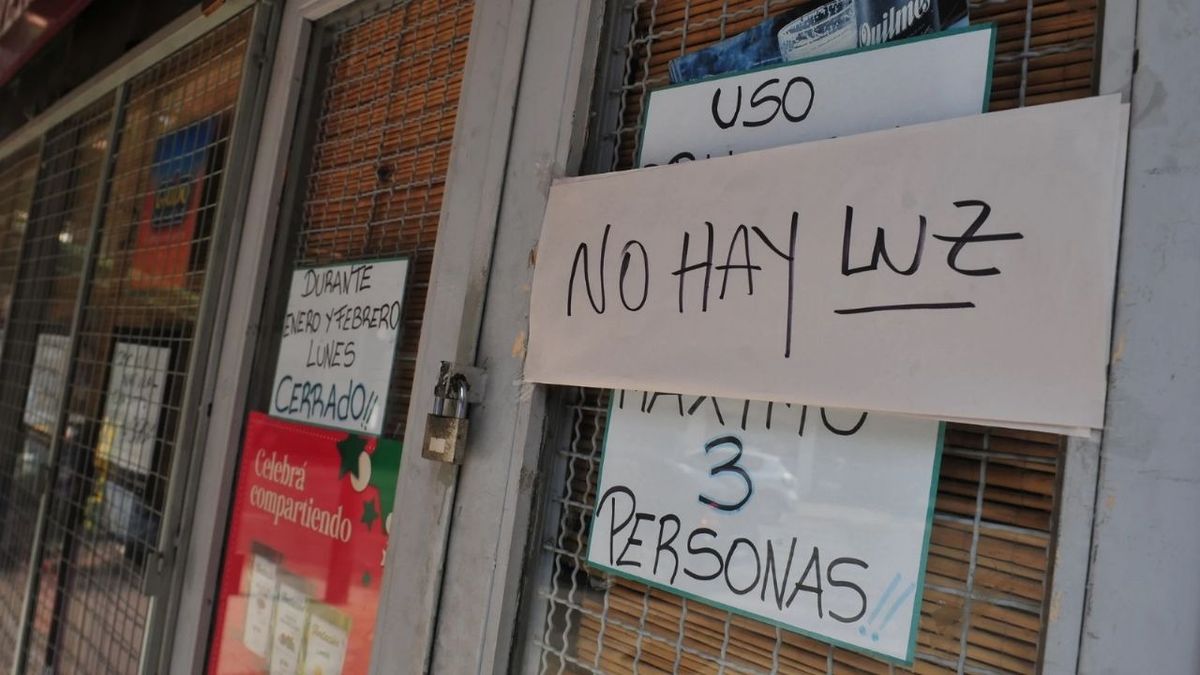 Quilmes
USO
NO HAY LUZ
MAXIMO
3
PERSONAS!!
DURANTE
ENERO Y FEBRERO
LUNES
CERRADO!!
Celebrá
compartiendo